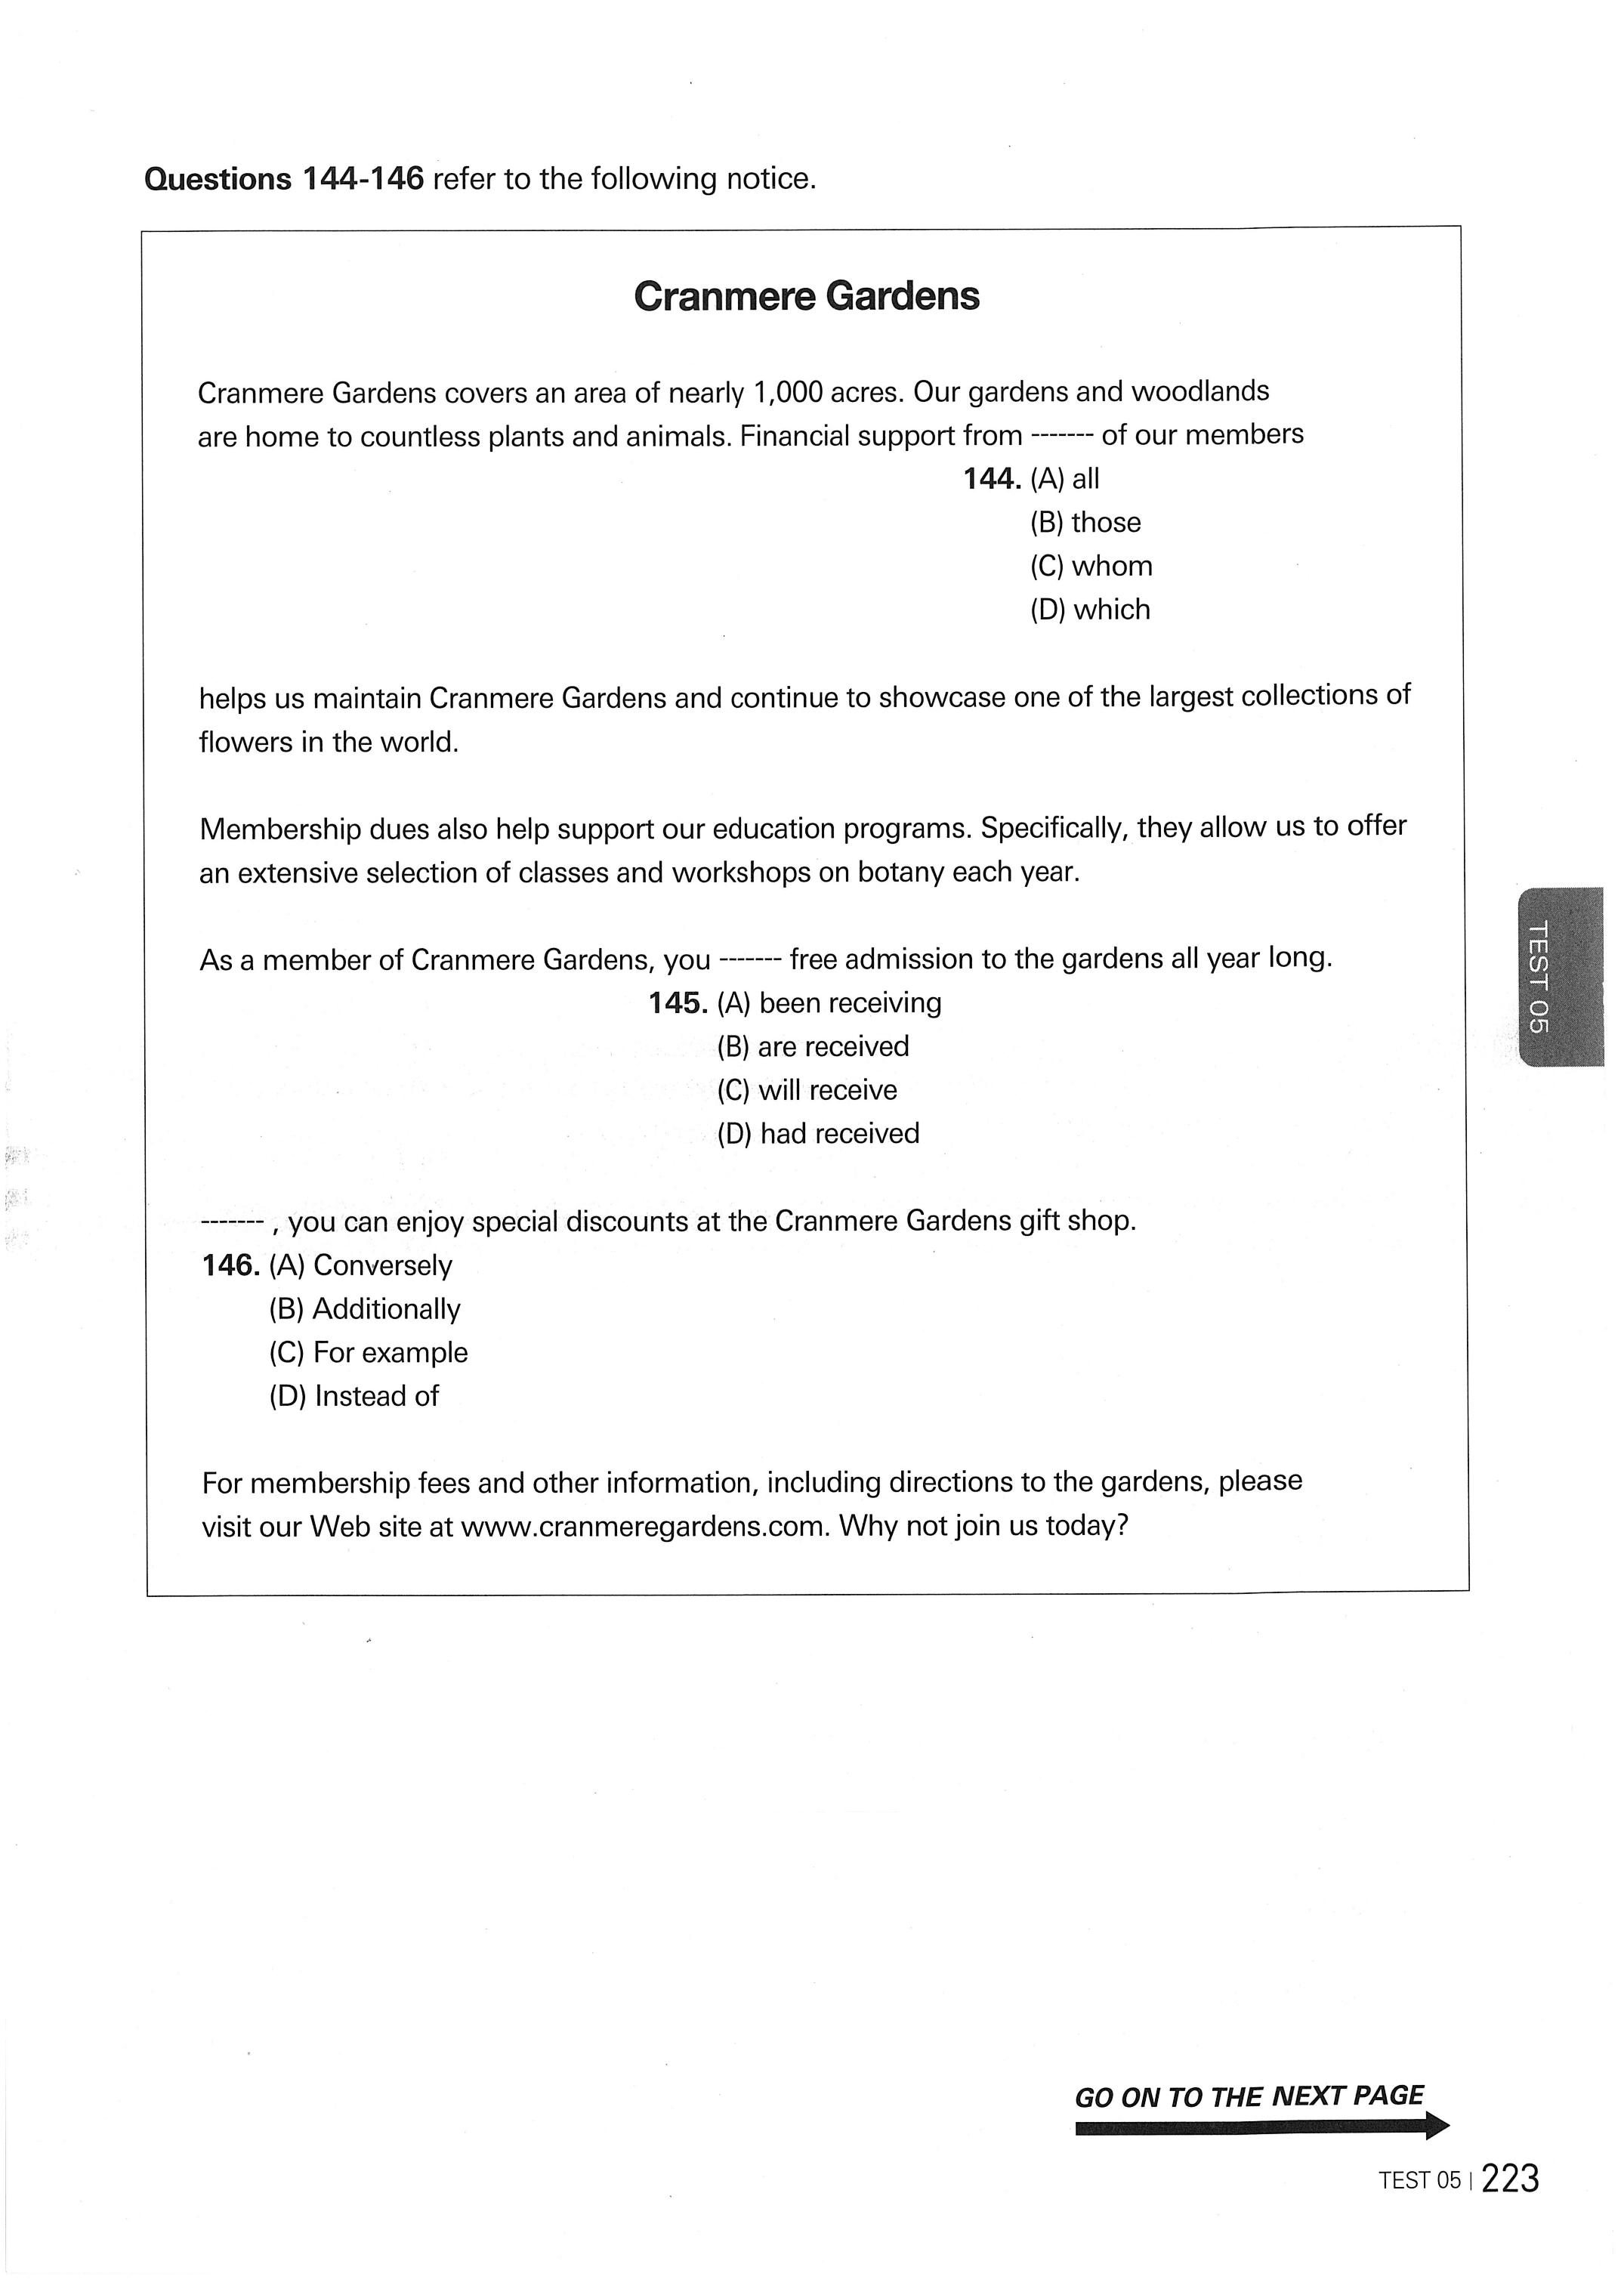 Questions 144-146 refer to the following notice.
Cranmere Gardens
Cranmere Gardens covers an area of nearly 1,000 acres. Our gardens and woodlands
are home to countless plants and animals. Financial support from ------- of our members
144. (A) all
(B) those
(C) whom
(D) which
helps us maintain Cranmere Gardens and continue to showcase one of the largest collections of
flowers in the world.
Membership dues also help support our education programs. Specifically, they allow us to offer
an extensive selection of classes and workshops on botany each year.
As a member of Cranmere Gardens, you ------- free admission to the gardens all year long.
145. (A) been receiving
(B) are received
(C) will receive
(D) had received
------- , you can enjoy special discounts at the Cranmere Gardens gift shop.
146. (A) Conversely
(B) Additionally
(C) For example
(D) Instead of
For membership fees and other information, including directions to the gardens, please
visit our Web site at www.cranmeregardens.com. Why not join us today?
TEST 05
GO ON TO THE NEXT PAGE
TEST 05 | 223